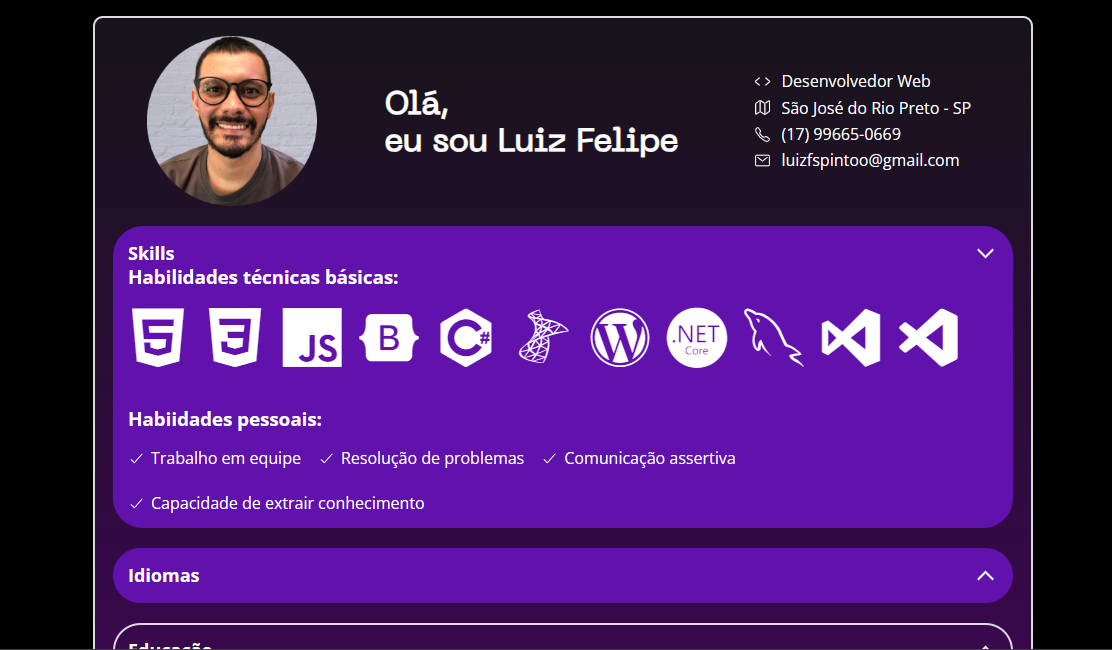 Olá,
eu sou Luiz Felipe
Desenvolvedor Web
São José do Rio Preto - SP
(17) 99665-0669
luizfspintoo@gmail.com
Skills
Habilidades técnicas básicas:
5
3
JS
B
C#
W
.NET
Core
Habiidades pessoais:
Trabalho em equipe
Resolução de problemas
Comunicação assertiva
Capacidade de extrair conhecimento
Idiomas
Educação